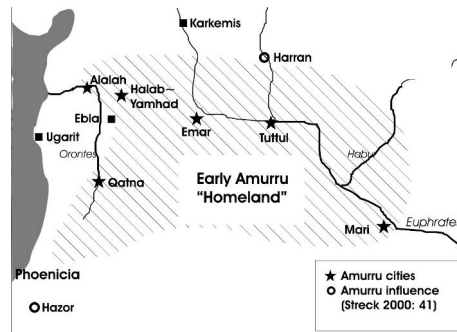 Karkemis
Harran
Alalah
Halab~
Yamhad
Ebla
Ugarit
Emar
Tuttul
Orontes
Habur
Qatna
Early Amurru
"Homeland"
Mari
Euphrates
Phoenicia
Hazor
Amurru cities
Amurru influence
(Streck 2000: 41)